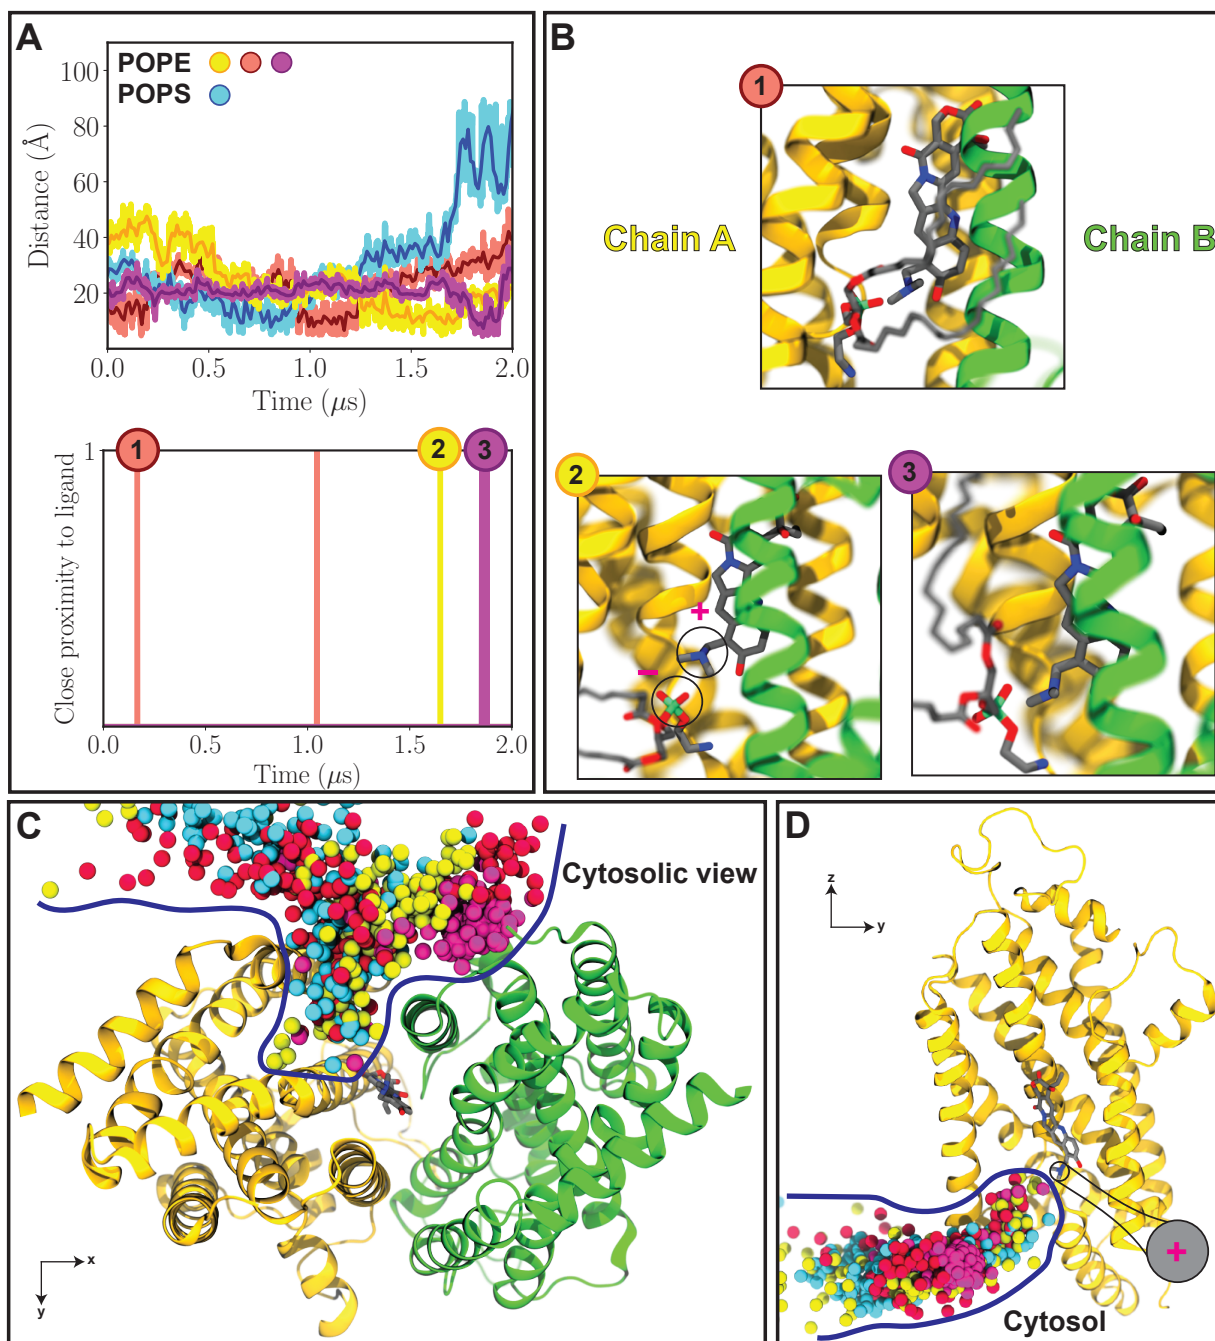 A
POPE
POPS
100
80
60
40
20
Distance (Å)
0.0 0.5 1.0 1.5 2.0
Time (μs)
1 2 3
1
Close proximity to ligand
0.0 0.5 1.0 1.5 2.0
Time (μs)
B
1
Chain A
Chain B
2
+
−
3
C
Cytosolic view
x
y
D
z
y
+
Cytosol